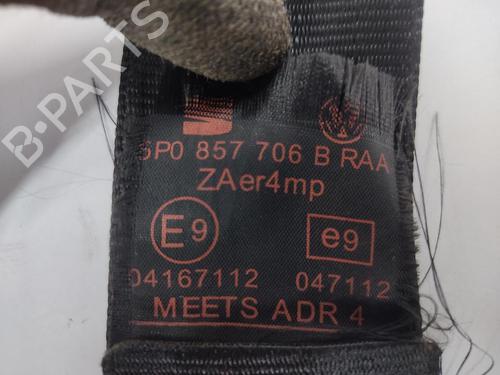 B-PARTS
6P0 857 706 B RAA
ZAer4mp
E9 e9
04167112 047112
MEETS ADR 4